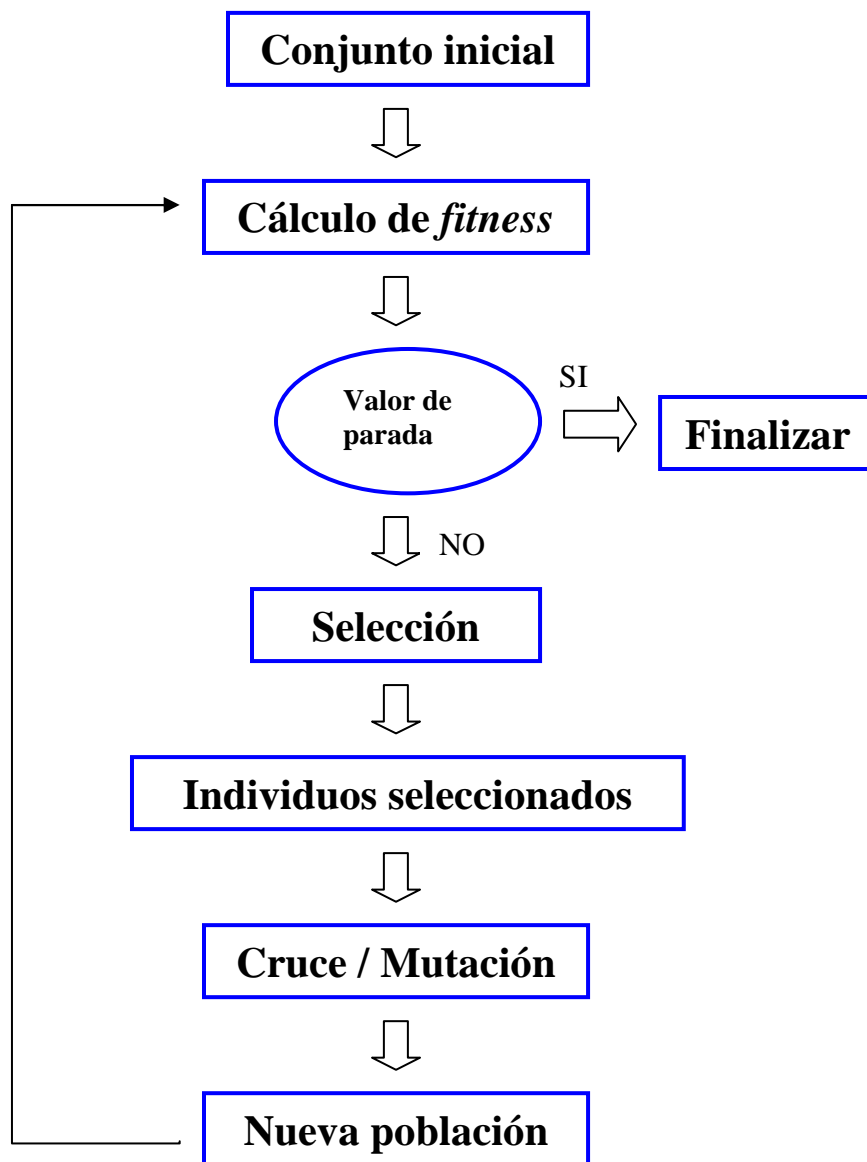 Conjunto inicial
Cálculo de fitness
Valor de
parada
SI
Finalizar
NO
Selección
Individuos seleccionados
Cruce / Mutación
Nueva población